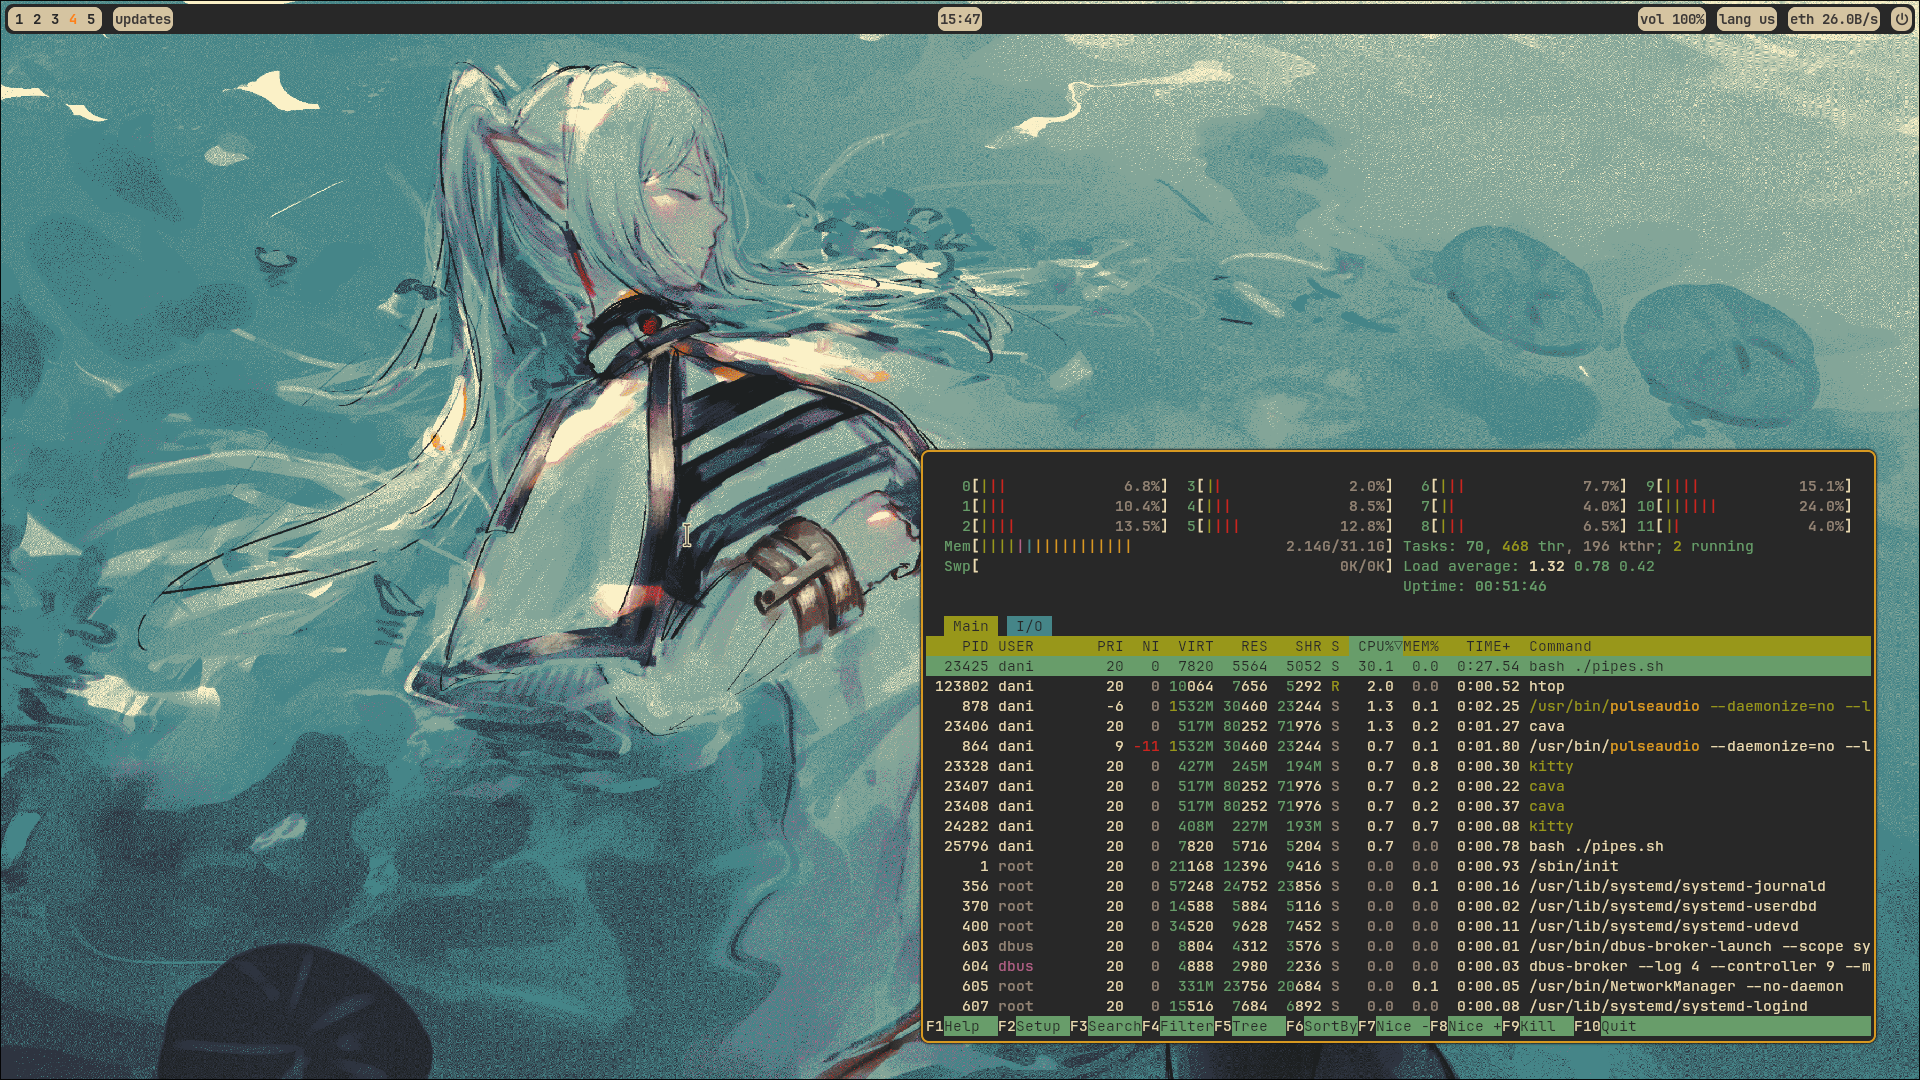 1 2 3 4 5 updates 15:47 vol 100% lang us eth 26.0B/s
0[||| 6.8%] 3[|| 2.0%] 6[||| 7.7%] 9[|||| 15.1%]
1[||| 10.4%] 4[||| 8.5%] 7[|| 4.0%] 10[|||||| 24.0%]
2[|||| 13.5%] 5[|||| 12.8%] 8[||| 6.5%] 11[|| 4.0%]
Mem[||||||||||||||||| 2.14G/31.1G] Tasks: 70, 468 thr, 196 kthr; 2 running
Swp[ 0K/0K] Load average: 1.32 0.78 0.42
Uptime: 00:51:46
Main I/O
PID USER PRI NI VIRT RES SHR S CPU%▽MEM% TIME+ Command
23425 dani 20 0 7820 5564 5052 S 30.1 0.0 0:27.54 bash ./pipes.sh
123802 dani 20 0 10064 7656 5292 R 2.0 0.0 0:00.52 htop
878 dani -6 0 1532M 30460 23244 S 1.3 0.1 0:02.25 /usr/bin/pulseaudio --daemonize=no --l
23406 dani 20 0 517M 80252 71976 S 1.3 0.2 0:01.27 cava
864 dani 9 -11 1532M 30460 23244 S 0.7 0.1 0:01.80 /usr/bin/pulseaudio --daemonize=no --l
23328 dani 20 0 427M 245M 194M S 0.7 0.8 0:00.30 kitty
23407 dani 20 0 517M 80252 71976 S 0.7 0.2 0:00.22 cava
23408 dani 20 0 517M 80252 71976 S 0.7 0.2 0:00.37 cava
24282 dani 20 0 408M 227M 193M S 0.7 0.7 0:00.08 kitty
25796 dani 20 0 7820 5716 5204 S 0.7 0.0 0:00.78 bash ./pipes.sh
1 root 20 0 21168 12396 9416 S 0.0 0.0 0:00.93 /sbin/init
356 root 20 0 57248 24752 23856 S 0.0 0.1 0:00.16 /usr/lib/systemd/systemd-journald
370 root 20 0 14588 5884 5116 S 0.0 0.0 0:00.02 /usr/lib/systemd/systemd-userdbd
400 root 20 0 34520 9628 7452 S 0.0 0.0 0:00.11 /usr/lib/systemd/systemd-udevd
603 dbus 20 0 8804 4312 3576 S 0.0 0.0 0:00.01 /usr/bin/dbus-broker-launch --scope sy
604 dbus 20 0 4888 2980 2236 S 0.0 0.0 0:00.03 dbus-broker --log 4 --controller 9 --m
605 root 20 0 331M 23756 20684 S 0.0 0.1 0:00.05 /usr/bin/NetworkManager --no-daemon
607 root 20 0 15516 7684 6892 S 0.0 0.0 0:00.08 /usr/lib/systemd/systemd-logind
F1Help F2Setup F3SearchF4FilterF5Tree F6SortByF7Nice -F8Nice +F9Kill F10Quit